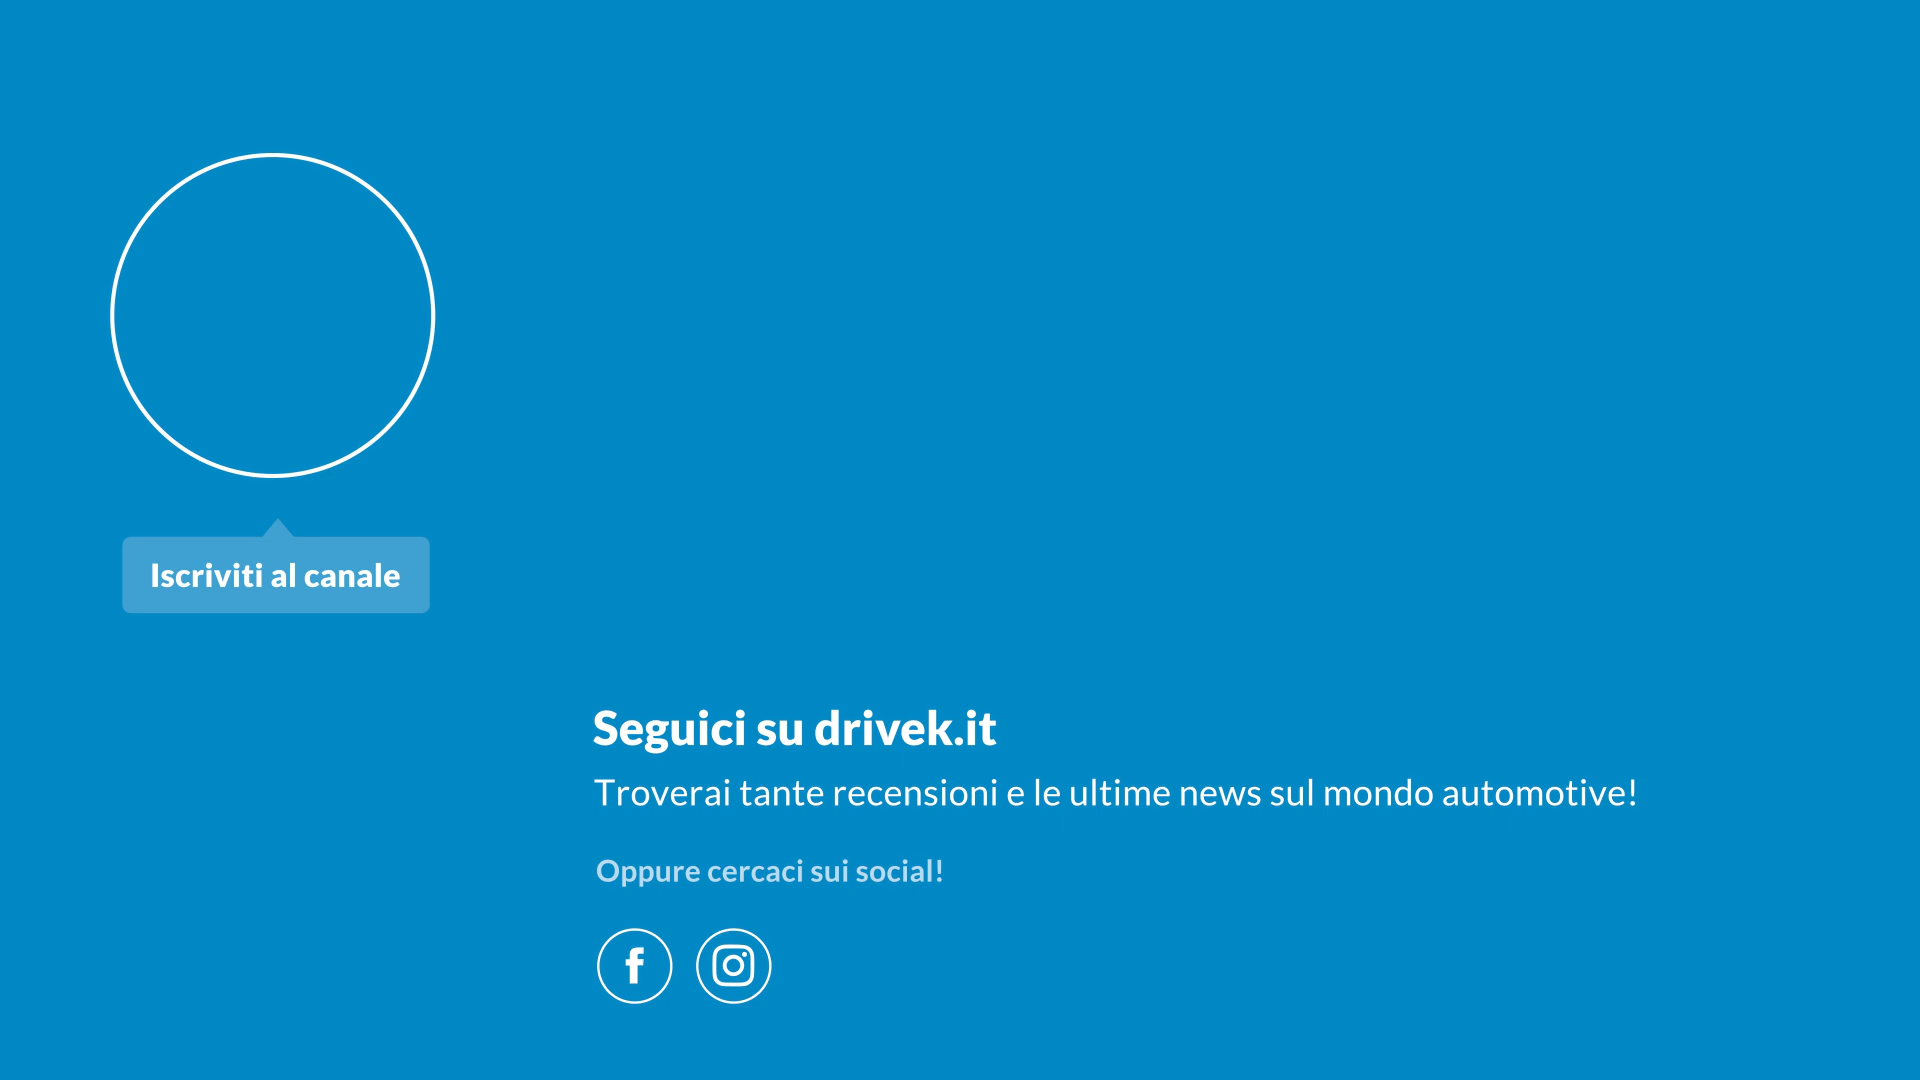 Iscriviti al canale
Seguici su drivek.it
Troverai tante recensioni e le ultime news sul mondo automotive!
Oppure cercaci sui social!